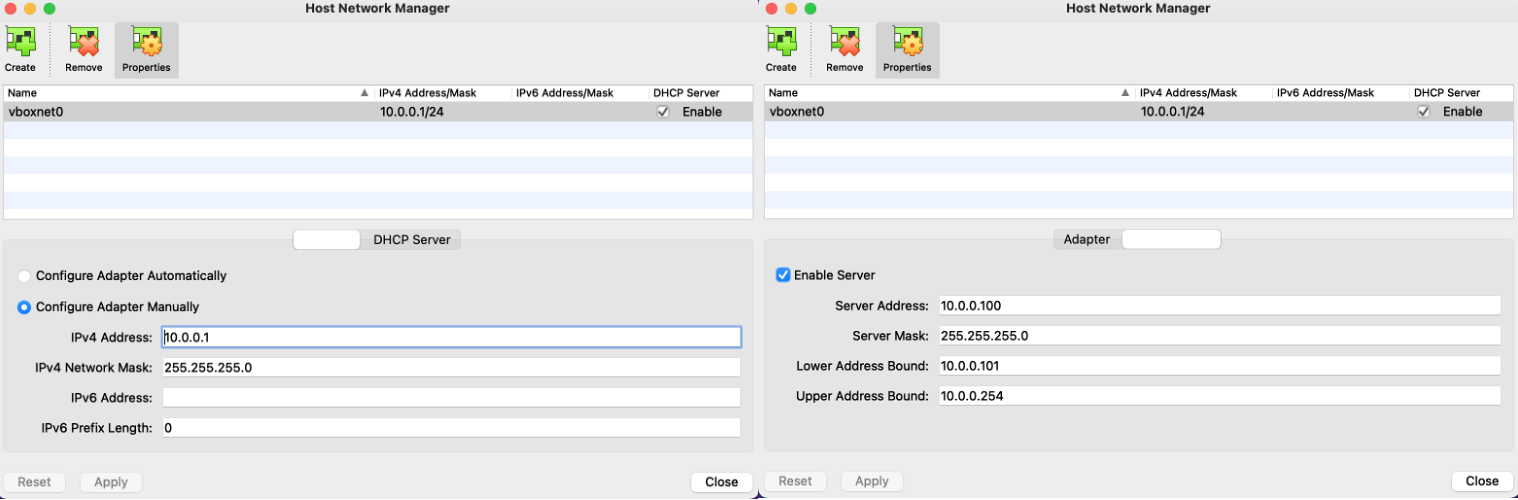 Host Network Manager
Create Remove Properties
Name IPv4 Address/Mask IPv6 Address/Mask DHCP Server
vboxnet0 10.0.0.1/24 Enable
DHCP Server
Configure Adapter Automatically
Configure Adapter Manually
IPv4 Address: 10.0.0.1
IPv4 Network Mask: 255.255.255.0
IPv6 Address:
IPv6 Prefix Length: 0
Reset Apply Close
Host Network Manager
Create Remove Properties
Name IPv4 Address/Mask IPv6 Address/Mask DHCP Server
vboxnet0 10.0.0.1/24 Enable
Adapter
Enable Server
Server Address: 10.0.0.100
Server Mask: 255.255.255.0
Lower Address Bound: 10.0.0.101
Upper Address Bound: 10.0.0.254
Reset Apply Close